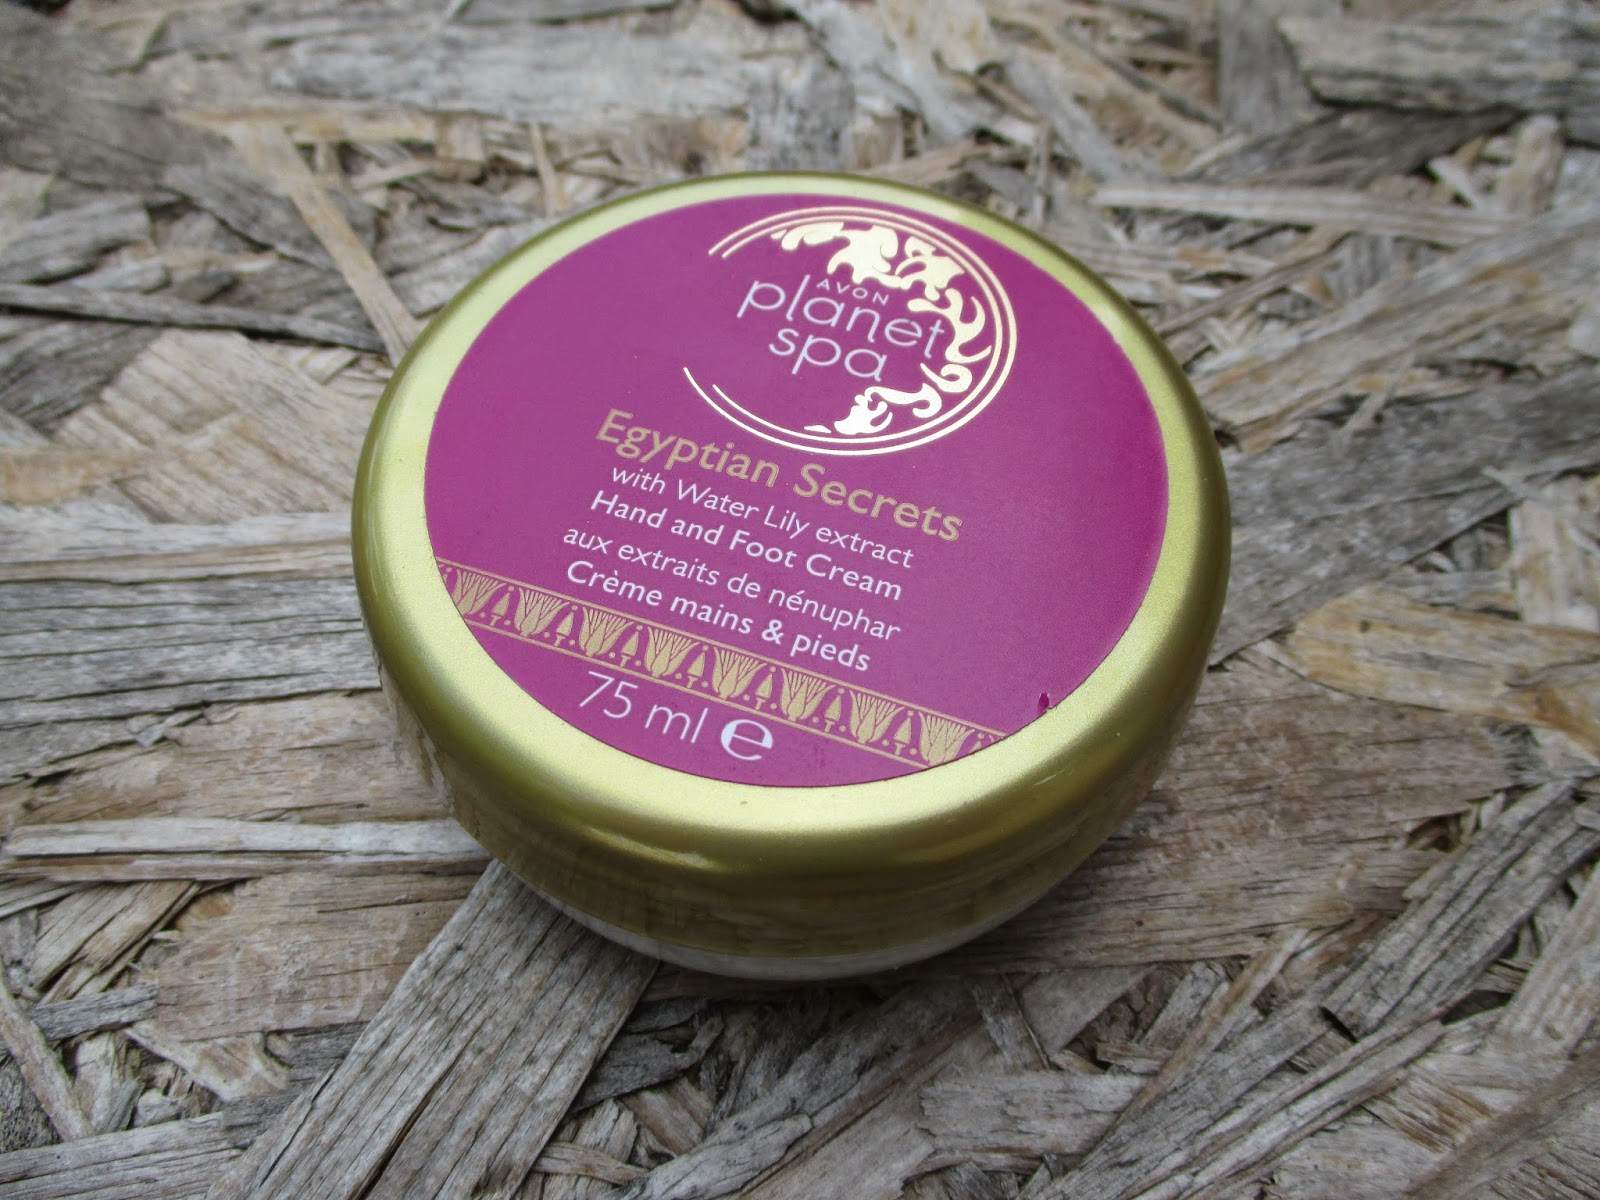 AVON
planet
spa
Egyptian Secrets
with Water Lily extract
Hand and Foot Cream
aux extraits de nénuphar
Crème mains & pieds
75 ml e